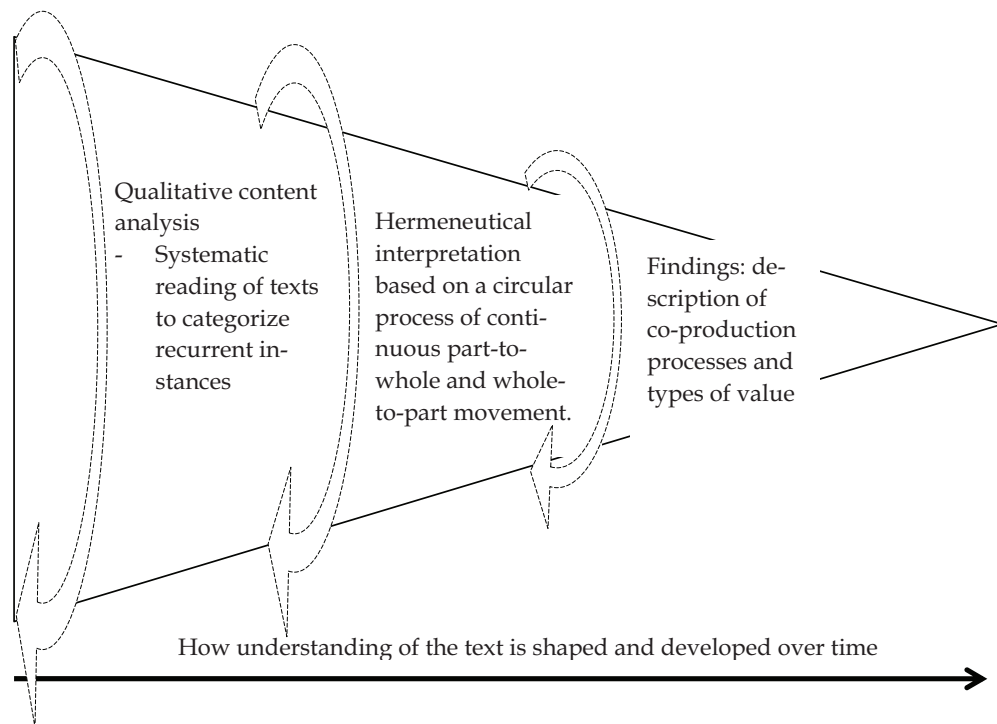 Qualitative content
analysis
- Systematic
reading of texts
to categorize
recurrent in-
stances
Hermeneutical
interpretation
based on a circular
process of conti-
nuous part-to-
whole and whole-
to-part movement.
Findings: de-
scription of
co-production
processes and
types of value
How understanding of the text is shaped and developed over time